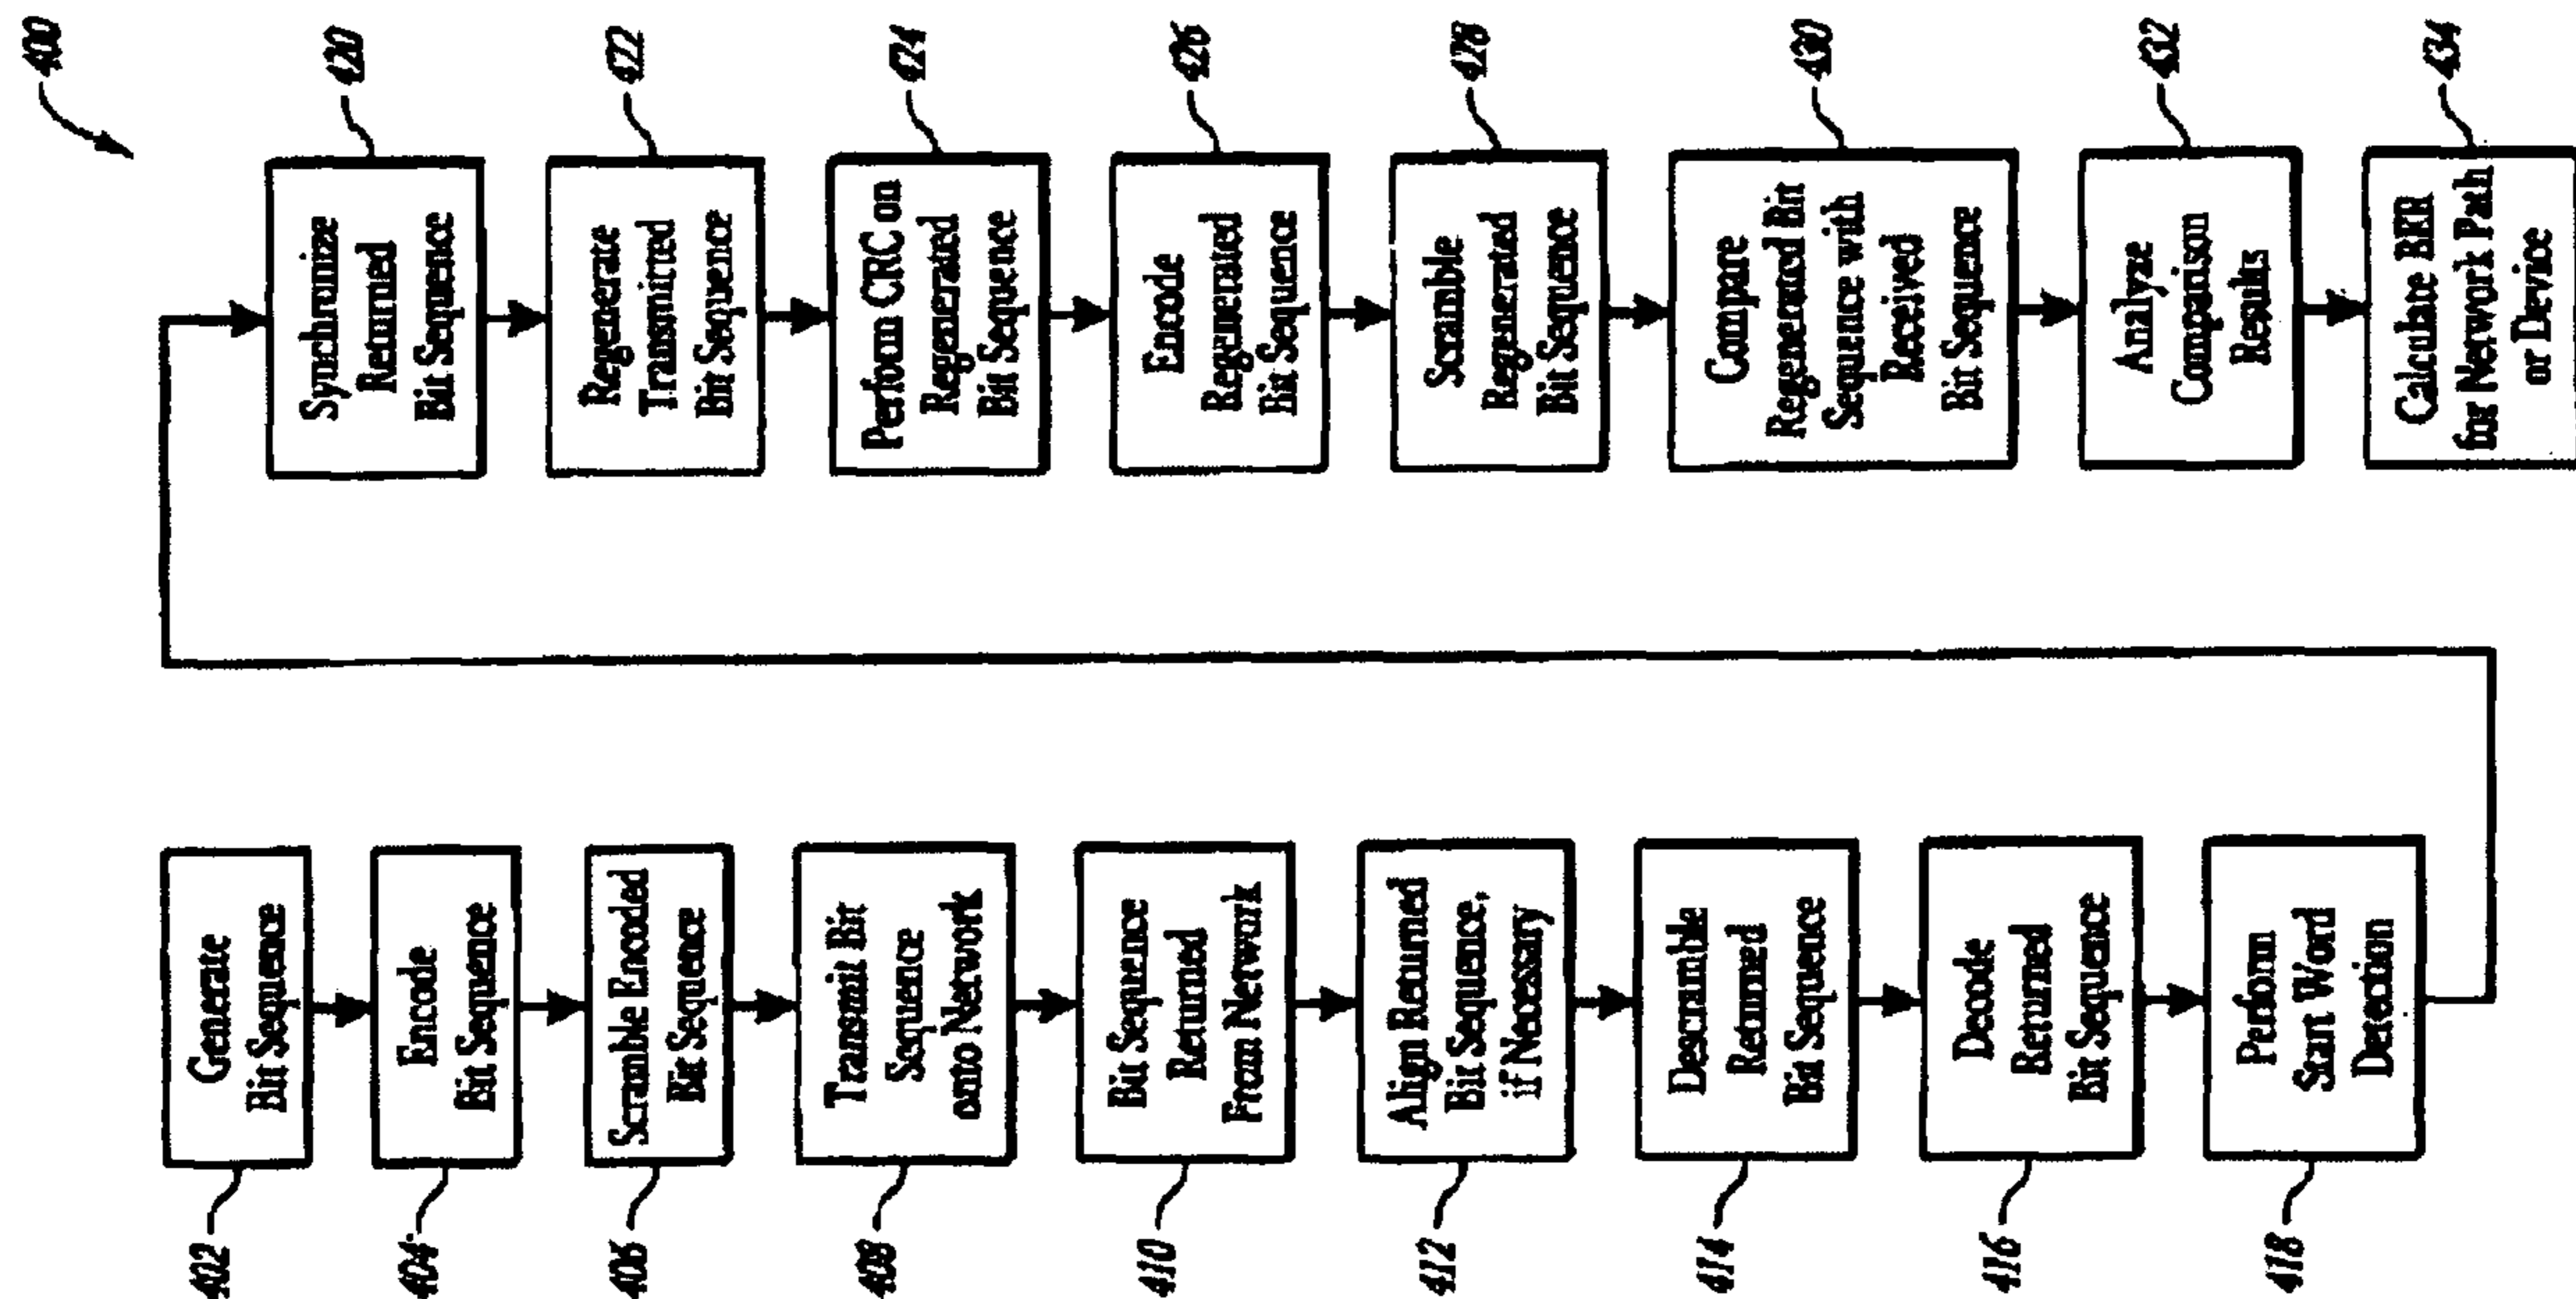 400
402
Generate
Bit Sequence
404
Encode
Bit Sequence
406
Scramble Encoded
Bit Sequence
408
Transmit Bit
Sequence
onto Network
410
Bit Sequence
Returned
From Network
412
Align Returned
Bit Sequence,
if Necessary
414
Descramble
Returned
Bit Sequence
416
Decode
Returned
Bit Sequence
418
Perform
Start Word
Detection
420
Synchronize
Returned
Bit Sequence
422
Regenerate
Transmitted
Bit Sequence
424
Perform CRC on
Regenerated
Bit Sequence
426
Encode
Regenerated
Bit Sequence
428
Scramble
Regenerated
Bit Sequence
430
Compare
Regenerated Bit
Sequence with
Received
Bit Sequence
432
Analyze
Comparison
Results
434
Calculate BER
for Network Path
or Device